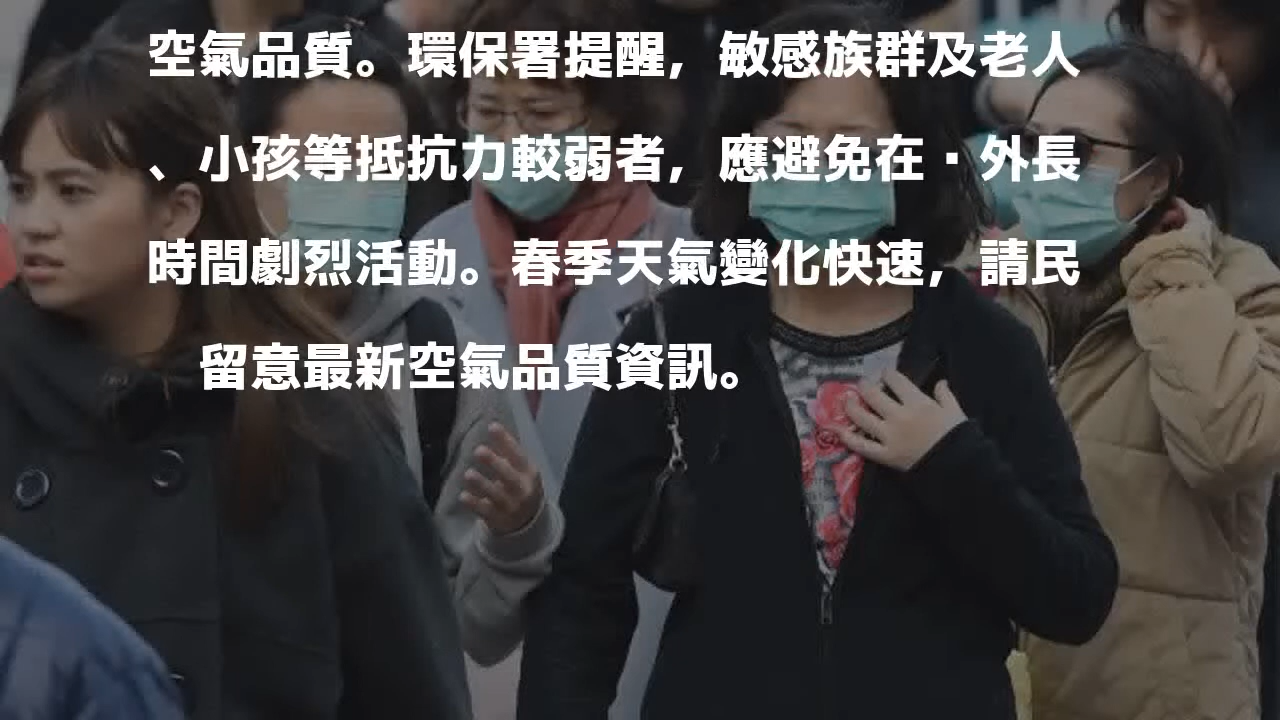 空氣品質。環保署提醒，敏感族群及老人
、小孩等抵抗力較弱者，應避免在▪外長
時間劇烈活動。春季天氣變化快速，請民
留意最新空氣品質資訊。